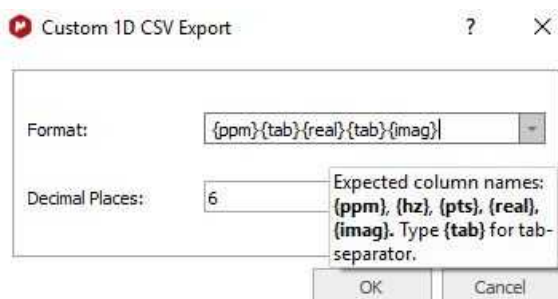 Custom 1D CSV Export
Format:
{ppm}{tab}{real}{tab}{imag}
Decimal Places:
6
Expected column names:
{ppm}, {hz}, {pts}, {real},
{imag}. Type {tab} for tab-
separator.
OK
Cancel